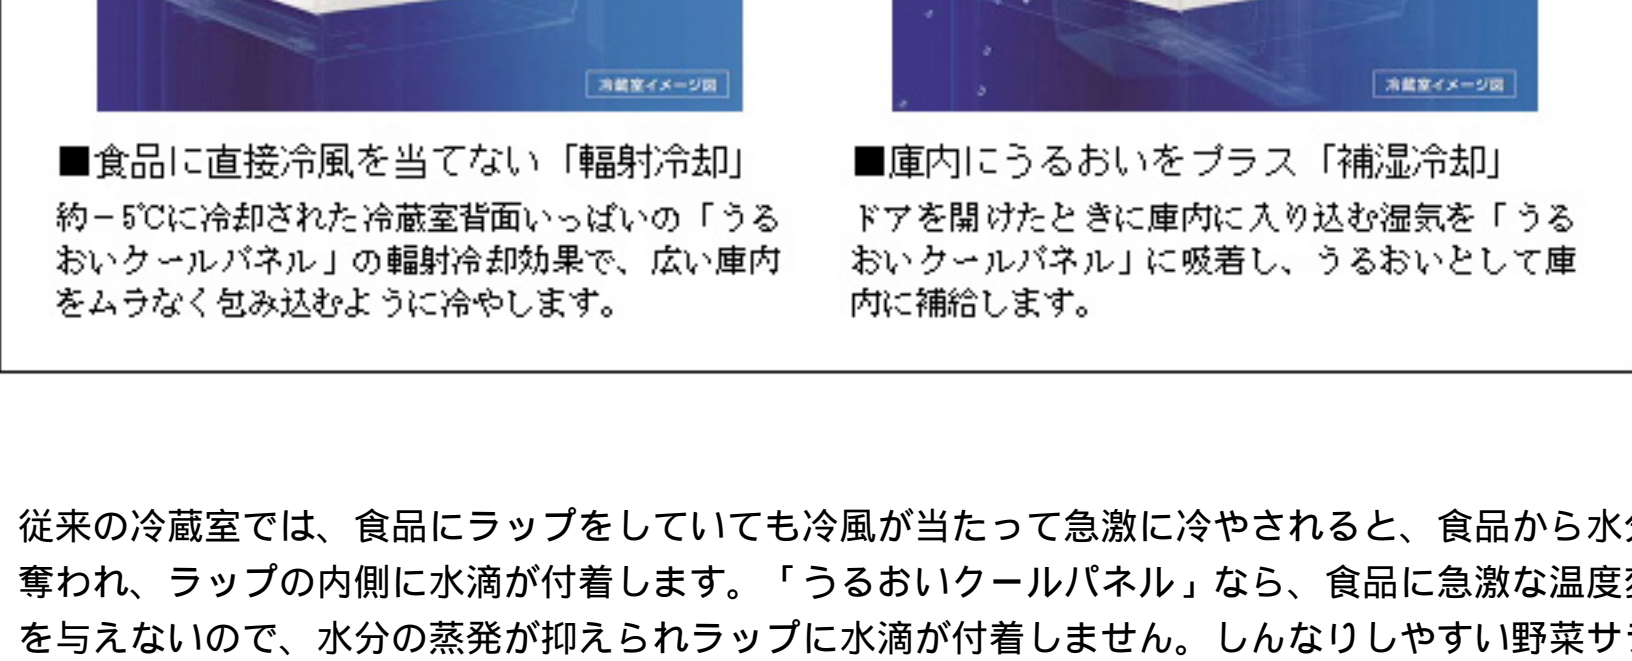 冷蔵室イメージ図
冷蔵室イメージ図
■食品に直接冷風を当てない「輻射冷却」
約－5℃に冷却された冷蔵室背面いっぱいの「うる
おいクールパネル」の輻射冷却効果で、広い庫内
をムラなく包み込むように冷やします。
■庫内にうるおいをプラス「補湿冷却」
ドアを開けたときに庫内に入り込む湿気を「うる
おいクールパネル」に吸着し、うるおいとして庫
内に補給します。
従来の冷蔵室では、食品にラップをしていても冷風が当たって急激に冷やされると、食品から水分
奪われ、ラップの内側に水滴が付着します。「うるおいクールパネル」なら、食品に急激な温度変
を与えないので、水分の蒸発が抑えられラップに水滴が付着しません。しんなりしやすい野菜サラ